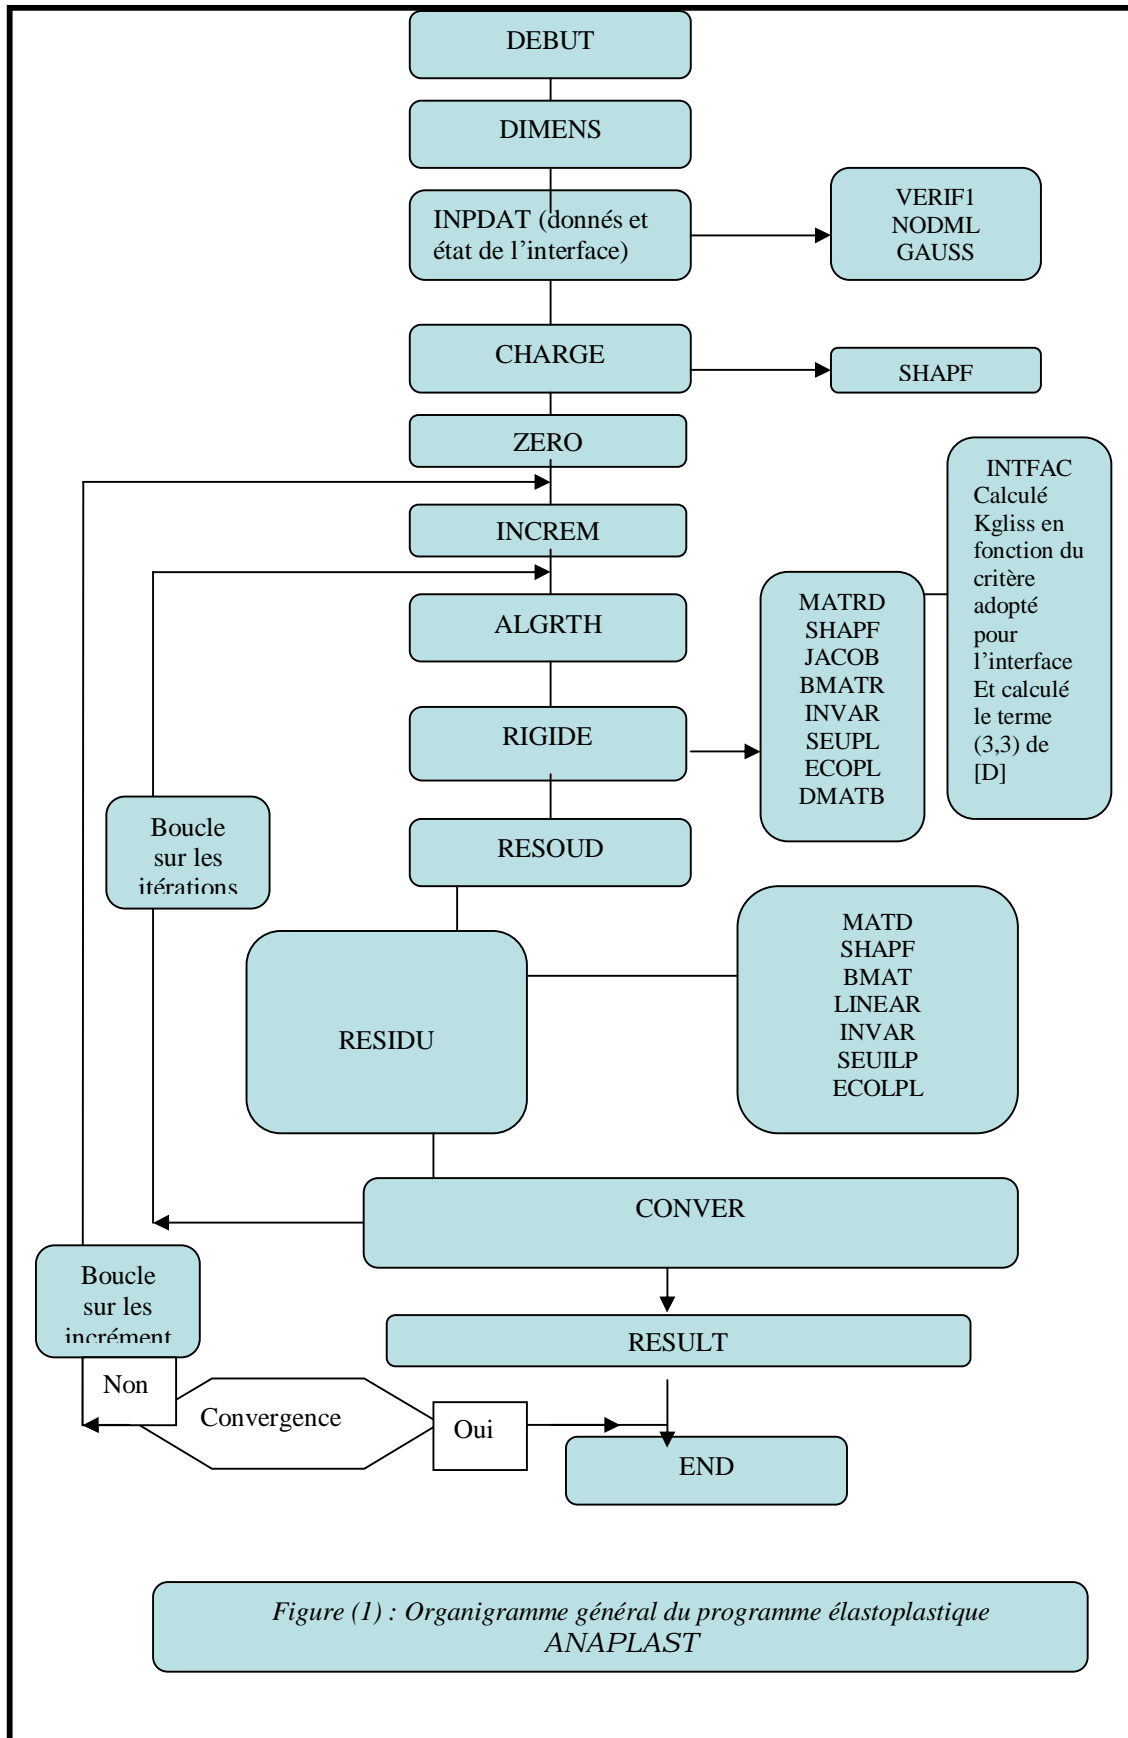 DEBUT
DIMENS
INPDAT (donnés et
état de l'interface)
VERIF1
NODML
GAUSS
CHARGE
SHAPF
ZERO
INCREM
INTFAC
Calculé
Kgliss en
fonction du
critère
adopté
pour
l'interface
Et calculé
le terme
(3,3) de
[D]
ALGRTH
MATRD
SHAPF
JACOB
BMATR
INVAR
SEUPL
ECOPL
DMATB
RIGIDE
Boucle
sur les
itérations
RESOUD
RESIDU
MATD
SHAPF
BMAT
LINEAR
INVAR
SEUILP
ECOLPL
CONVER
Boucle
sur les
incrément
RESULT
Non
Convergence
Oui
END
Figure (1) : Organigramme général du programme élastoplastique
ANAPLAST